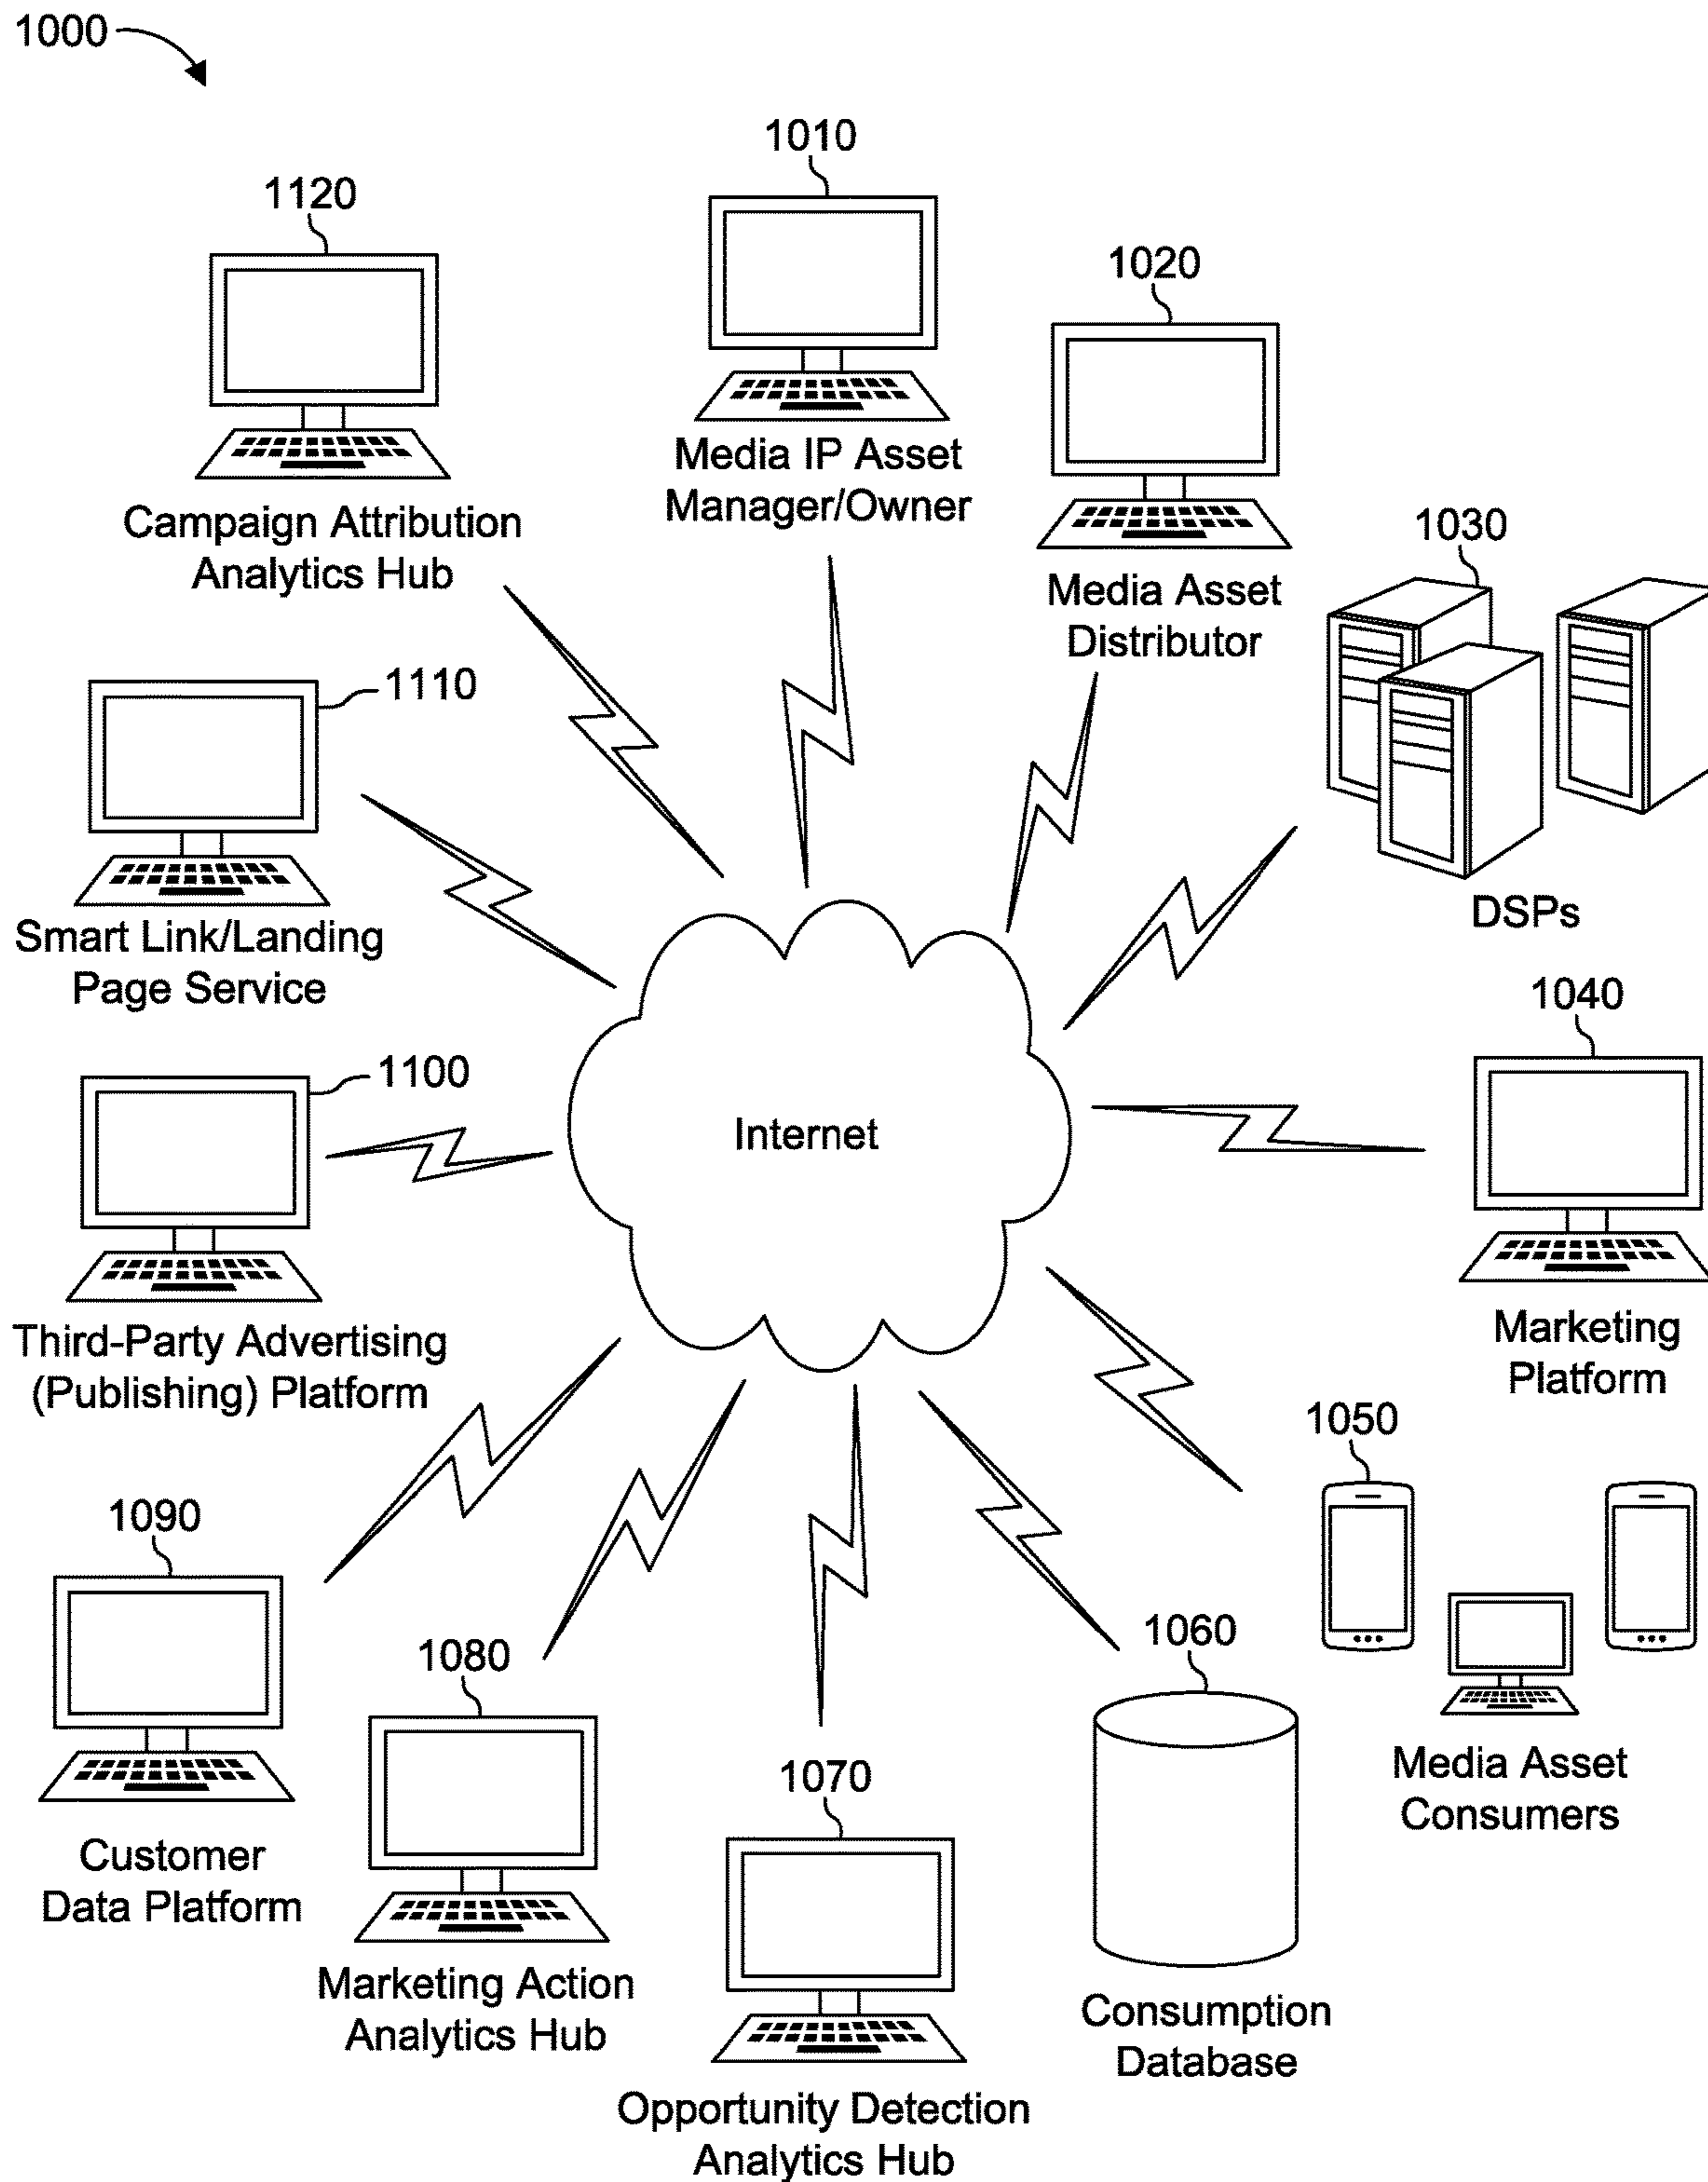 1000
1010
1120
1020
Media IP Asset
Manager/Owner
Campaign Attribution
Analytics Hub
1030
Media Asset
Distributor
1110
DSPs
Smart Link/Landing
Page Service
1040
1100
Internet
Marketing
Platform
Third-Party Advertising
(Publishing) Platform
1050
1090
1060
1080
Media Asset
Consumers
1070
Customer
Data Platform
Marketing Action
Analytics Hub
Consumption
Database
Opportunity Detection
Analytics Hub